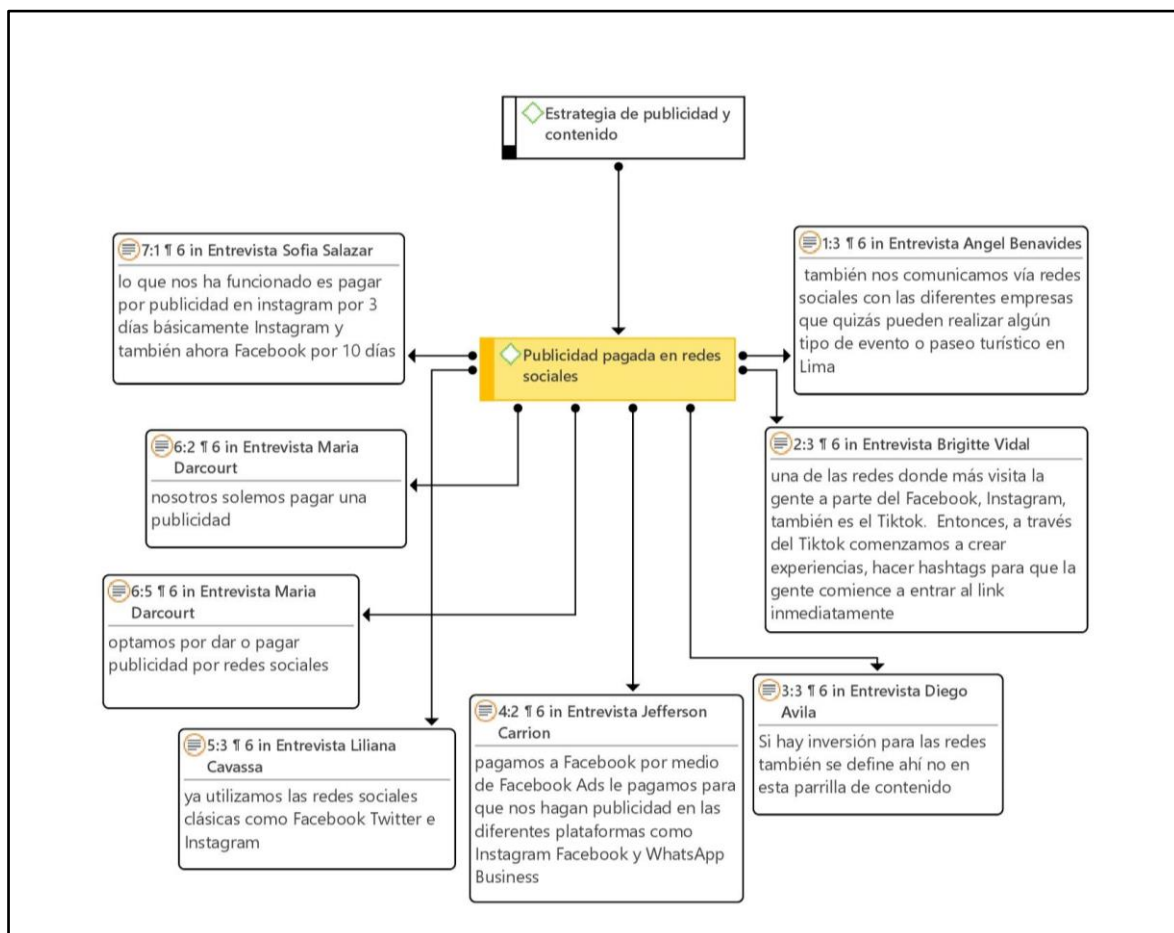 Estrategia de publicidad y
contenido
7:1 ¶ 6 in Entrevista Sofia Salazar
lo que nos ha funcionado es pagar
por publicidad en instagram por 3
días básicamente Instagram y
también ahora Facebook por 10 días
1:3 ¶ 6 in Entrevista Angel Benavides
también nos comunicamos vía redes
sociales con las diferentes empresas
que quizás pueden realizar algún
tipo de evento o paseo turístico en
Lima
Publicidad pagada en redes
sociales
6:2 ¶ 6 in Entrevista Maria
Darcourt
nosotros solemos pagar una
publicidad
2:3 ¶ 6 in Entrevista Brigitte Vidal
una de las redes donde más visita la
gente a parte del Facebook, Instagram,
también es el Tiktok. Entonces, a través
del Tiktok comenzamos a crear
experiencias, hacer hashtags para que la
gente comience a entrar al link
inmediatamente
6:5 ¶ 6 in Entrevista Maria
Darcourt
optamos por dar o pagar
publicidad por redes sociales
5:3 ¶ 6 in Entrevista Liliana
Cavassa
ya utilizamos las redes sociales
clásicas como Facebook Twitter e
Instagram
4:2 ¶ 6 in Entrevista Jefferson
Carrion
pagamos a Facebook por medio
de Facebook Ads le pagamos para
que nos hagan publicidad en las
diferentes plataformas como
Instagram Facebook y WhatsApp
Business
3:3 ¶ 6 in Entrevista Diego
Avila
Si hay inversión para las redes
también se define ahí no en
esta parrilla de contenido